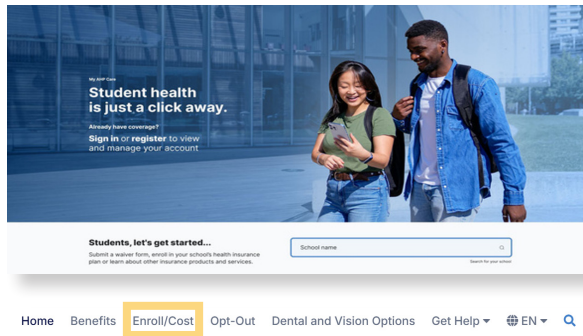 My AHP Care
Student health
is just a click away.
Already have coverage?
Sign in or register to view
and manage your account
Students, let's get started...
Submit a waiver form, enroll in your school's health insurance
plan or learn about other insurance products and services.
School name
Search for your school
Home Benefits Enroll/Cost Opt-Out Dental and Vision Options Get Help EN